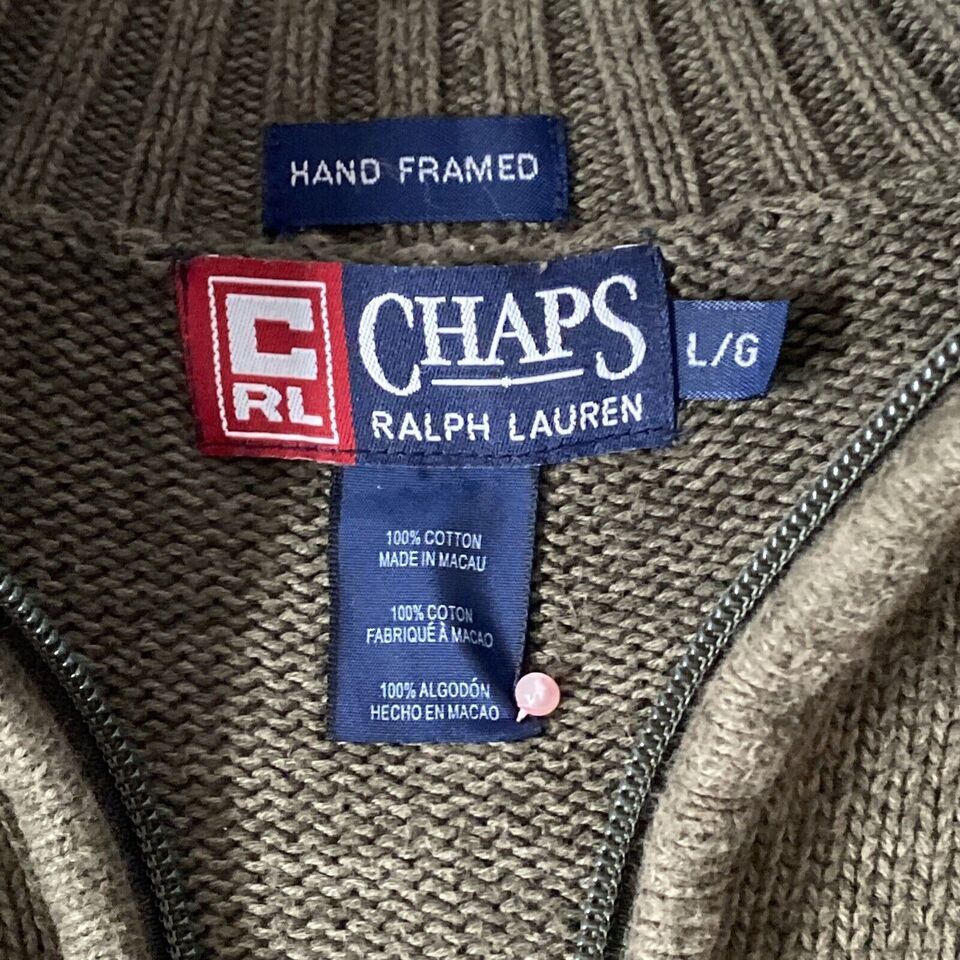 HAND FRAMED
C
RL
CHAPS
RALPH LAUREN
L/G
100% COTTON
MADE IN MACAU
100% COTON
FABRIQUÉ À MACAO
100% ALGODÓN
HECHO EN MACAO